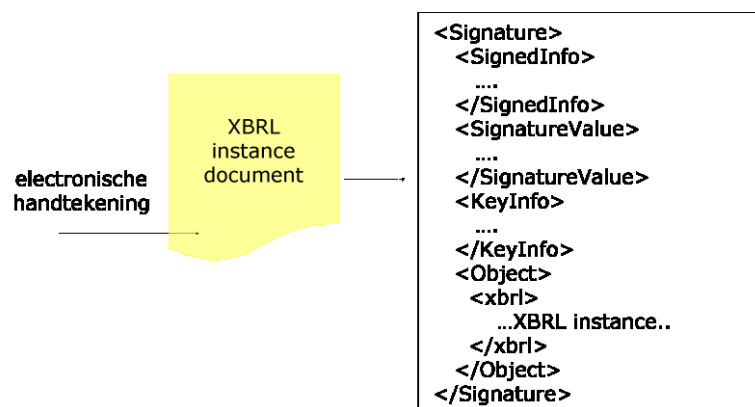 electronische
handtekening
XBRL
instance
document
<Signature>
<SignedInfo>
....
</SignedInfo>
<SignatureValue>
....
</SignatureValue>
<KeyInfo>
....
</KeyInfo>
<Object>
<xbrl>
...XBRL instance..
</xbrl>
</Object>
</Signature>